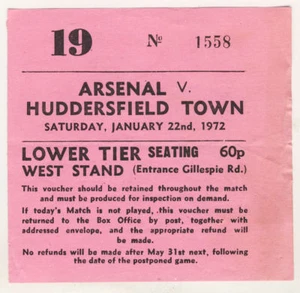 19 № 1558
ARSENAL V.
HUDDERSFIELD TOWN
SATURDAY, JANUARY 22nd, 1972
LOWER TIER SEATING 60p
WEST STAND (Entrance Gillespie Rd.)
This voucher should be retained throughout the match
and must be produced for inspection on demand.
If today's Match is not played, this voucher must be
returned to the Box Office by post, together with
addressed envelope, and the appropriate refund will
be made.
No refunds will be made after May 31st next, following
the date of the postponed game.